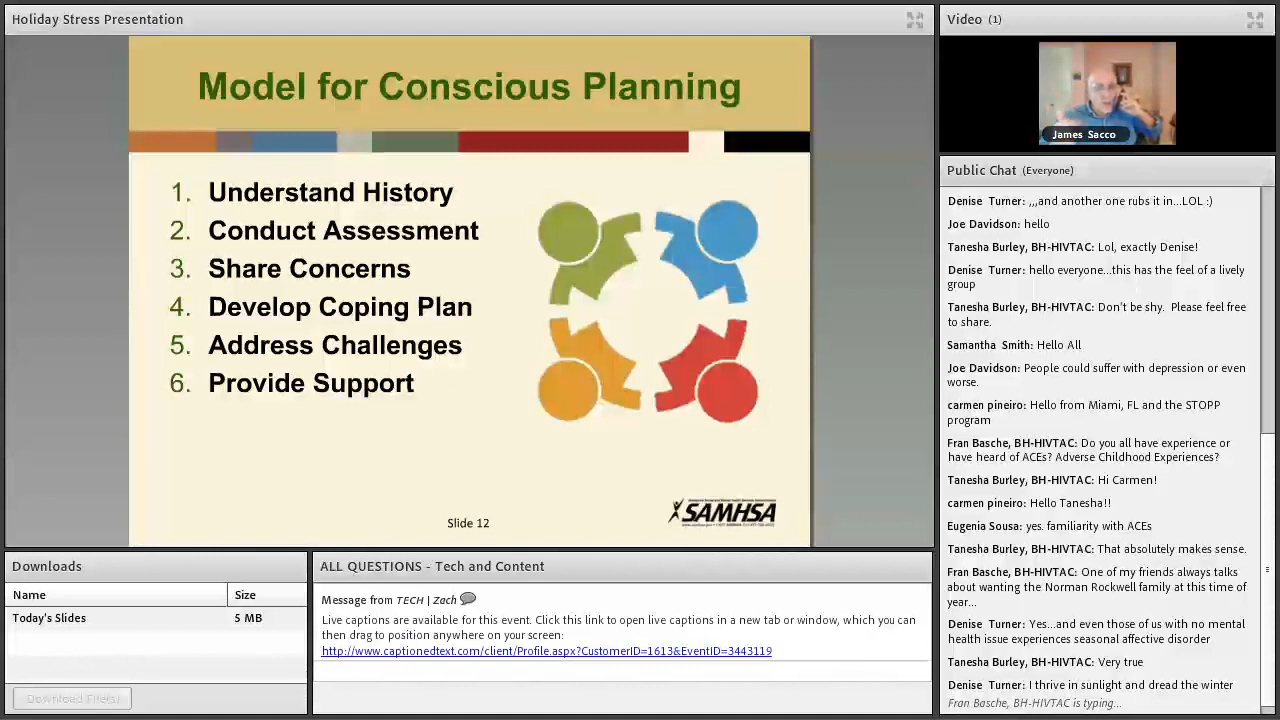 Holiday Stress Presentation
Model for Conscious Planning
1. Understand History
2. Conduct Assessment
3. Share Concerns
4. Develop Coping Plan
5. Address Challenges
6. Provide Support
Slide 12
SAMHSA
Video (1)
James Sacco
Public Chat (Everyone)
Denise Turner: ,,,and another one rubs it in...LOL :)
Joe Davidson: hello
Tanesha Burley, BH-HIVTAC: Lol, exactly Denise!
Denise Turner: hello everyone...this has the feel of a lively
group
Tanesha Burley, BH-HIVTAC: Don't be shy. Please feel free
to share.
Samantha Smith: Hello All
Joe Davidson: People could suffer with depression or even
worse.
carmen pineiro: Hello from Miami, FL and the STOPP
program
Fran Basche, BH-HIVTAC: Do you all have experience or
have heard of ACEs? Adverse Childhood Experiences?
Tanesha Burley, BH-HIVTAC: Hi Carmen!
carmen pineiro: Hello Tanesha!!
Eugenia Sousa: yes. familiarity with ACEs
Tanesha Burley, BH-HIVTAC: That absolutely makes sense.
Fran Basche, BH-HIVTAC: One of my friends always talks
about wanting the Norman Rockwell family at this time of
year...
Denise Turner: Yes...and even those of us with no mental
health issue experiences seasonal affective disorder
Tanesha Burley, BH-HIVTAC: Very true
Denise Turner: I thrive in sunlight and dread the winter
Fran Basche, BH-HIVTAC is typing...
Downloads
Name Size
Today's Slides 5 MB
Download File(s)
ALL QUESTIONS - Tech and Content
Message from TECH | Zach
Live captions are available for this event. Click this link to open live captions in a new tab or window, which you can
then drag to position anywhere on your screen:
http://www.captionedtext.com/client/Profile.aspx?CustomerID=1613&EventID=3443119